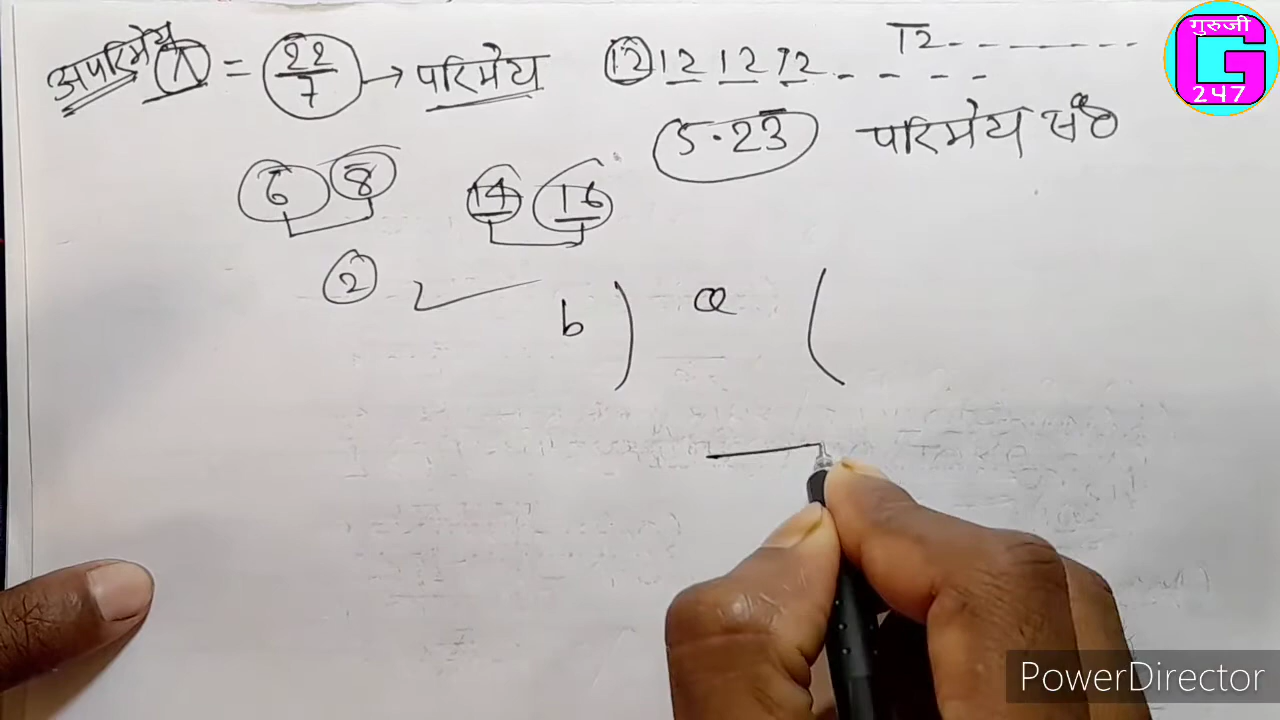 अपरिमेय π = 22/7 → परिमेय
12 12 12 12 - - - -
12 - - - - - - -
5.23 परिमेय सं०
6 8 14 16
2
b ) a (
गुरुजी
G
247
PowerDirector